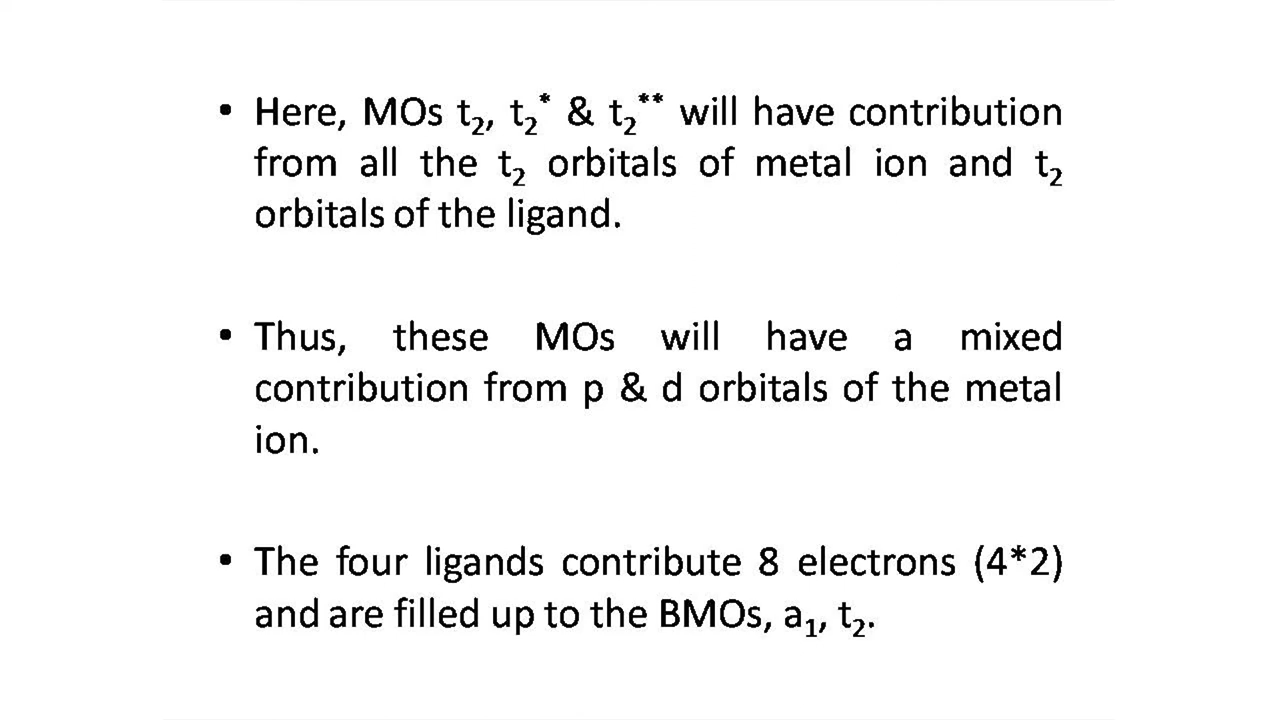 • Here, MOs t₂, t₂* & t₂** will have contribution
from all the t₂ orbitals of metal ion and t₂
orbitals of the ligand.
• Thus, these MOs will have a mixed
contribution from p & d orbitals of the metal
ion.
• The four ligands contribute 8 electrons (4*2)
and are filled up to the BMOs, a₁, t₂.